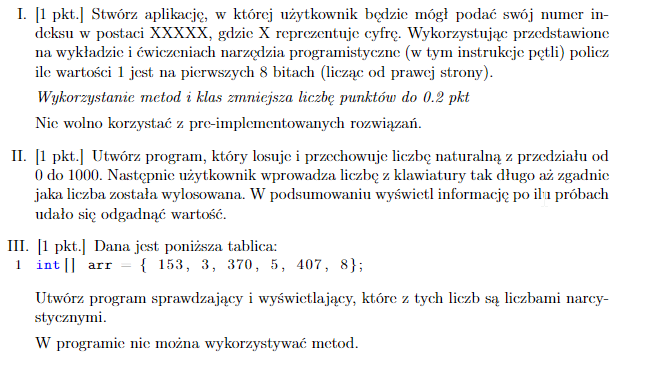 I. [1 pkt.] Stwórz aplikację, w której użytkownik będzie mógł podać swój numer in-
deksu w postaci XXXXX, gdzie X reprezentuje cyfrę. Wykorzystując przedstawione
na wykładzie i ćwiczeniach narzędzia programistyczne (w tym instrukcje pętli) policz
ile wartości 1 jest na pierwszych 8 bitach (licząc od prawej strony).
Wykorzystanie metod i klas zmniejsza liczbę punktów do 0.2 pkt
Nie wolno korzystać z pre-implementowanych rozwiązań.
II. [1 pkt.] Utwórz program, który losuje i przechowuje liczbę naturalną z przedziału od
0 do 1000. Następnie użytkownik wprowadza liczbę z klawiatury tak długo aż zgadnie
jaka liczba została wylosowana. W podsumowaniu wyświetl informację po ilu próbach
udało się odgadnąć wartość.
III. [1 pkt.] Dana jest poniższa tablica:
1 int[] arr = { 153, 3, 370, 5, 407, 8};
Utwórz program sprawdzający i wyświetlający, które z tych liczb są liczbami narcy-
stycznymi.
W programie nie można wykorzystywać metod.